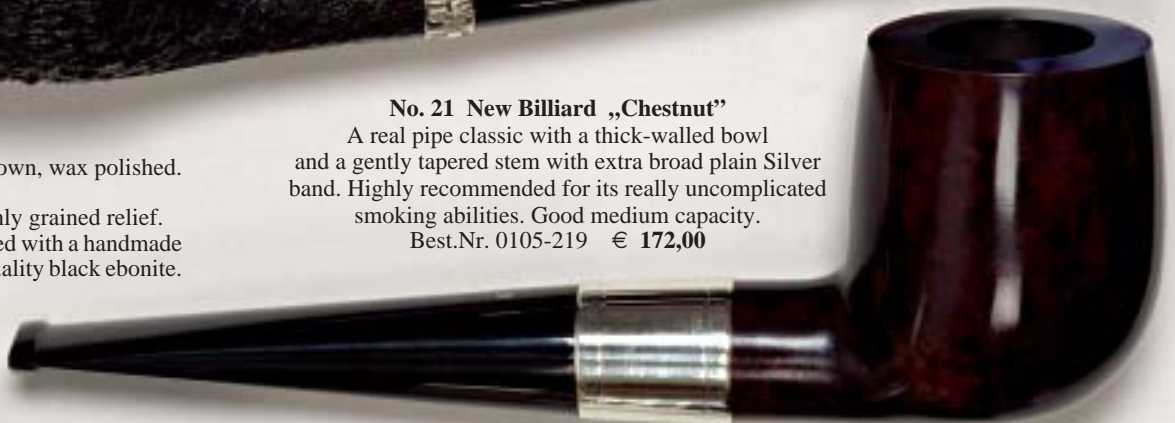 own, wax polished.
nly grained relief.
ed with a handmade
ality black ebonite.
No. 21 New Billiard „Chestnut”
A real pipe classic with a thick-walled bowl
and a gently tapered stem with extra broad plain Silver
band. Highly recommended for its really uncomplicated
smoking abilities. Good medium capacity.
Best.Nr. 0105-219 € 172,00